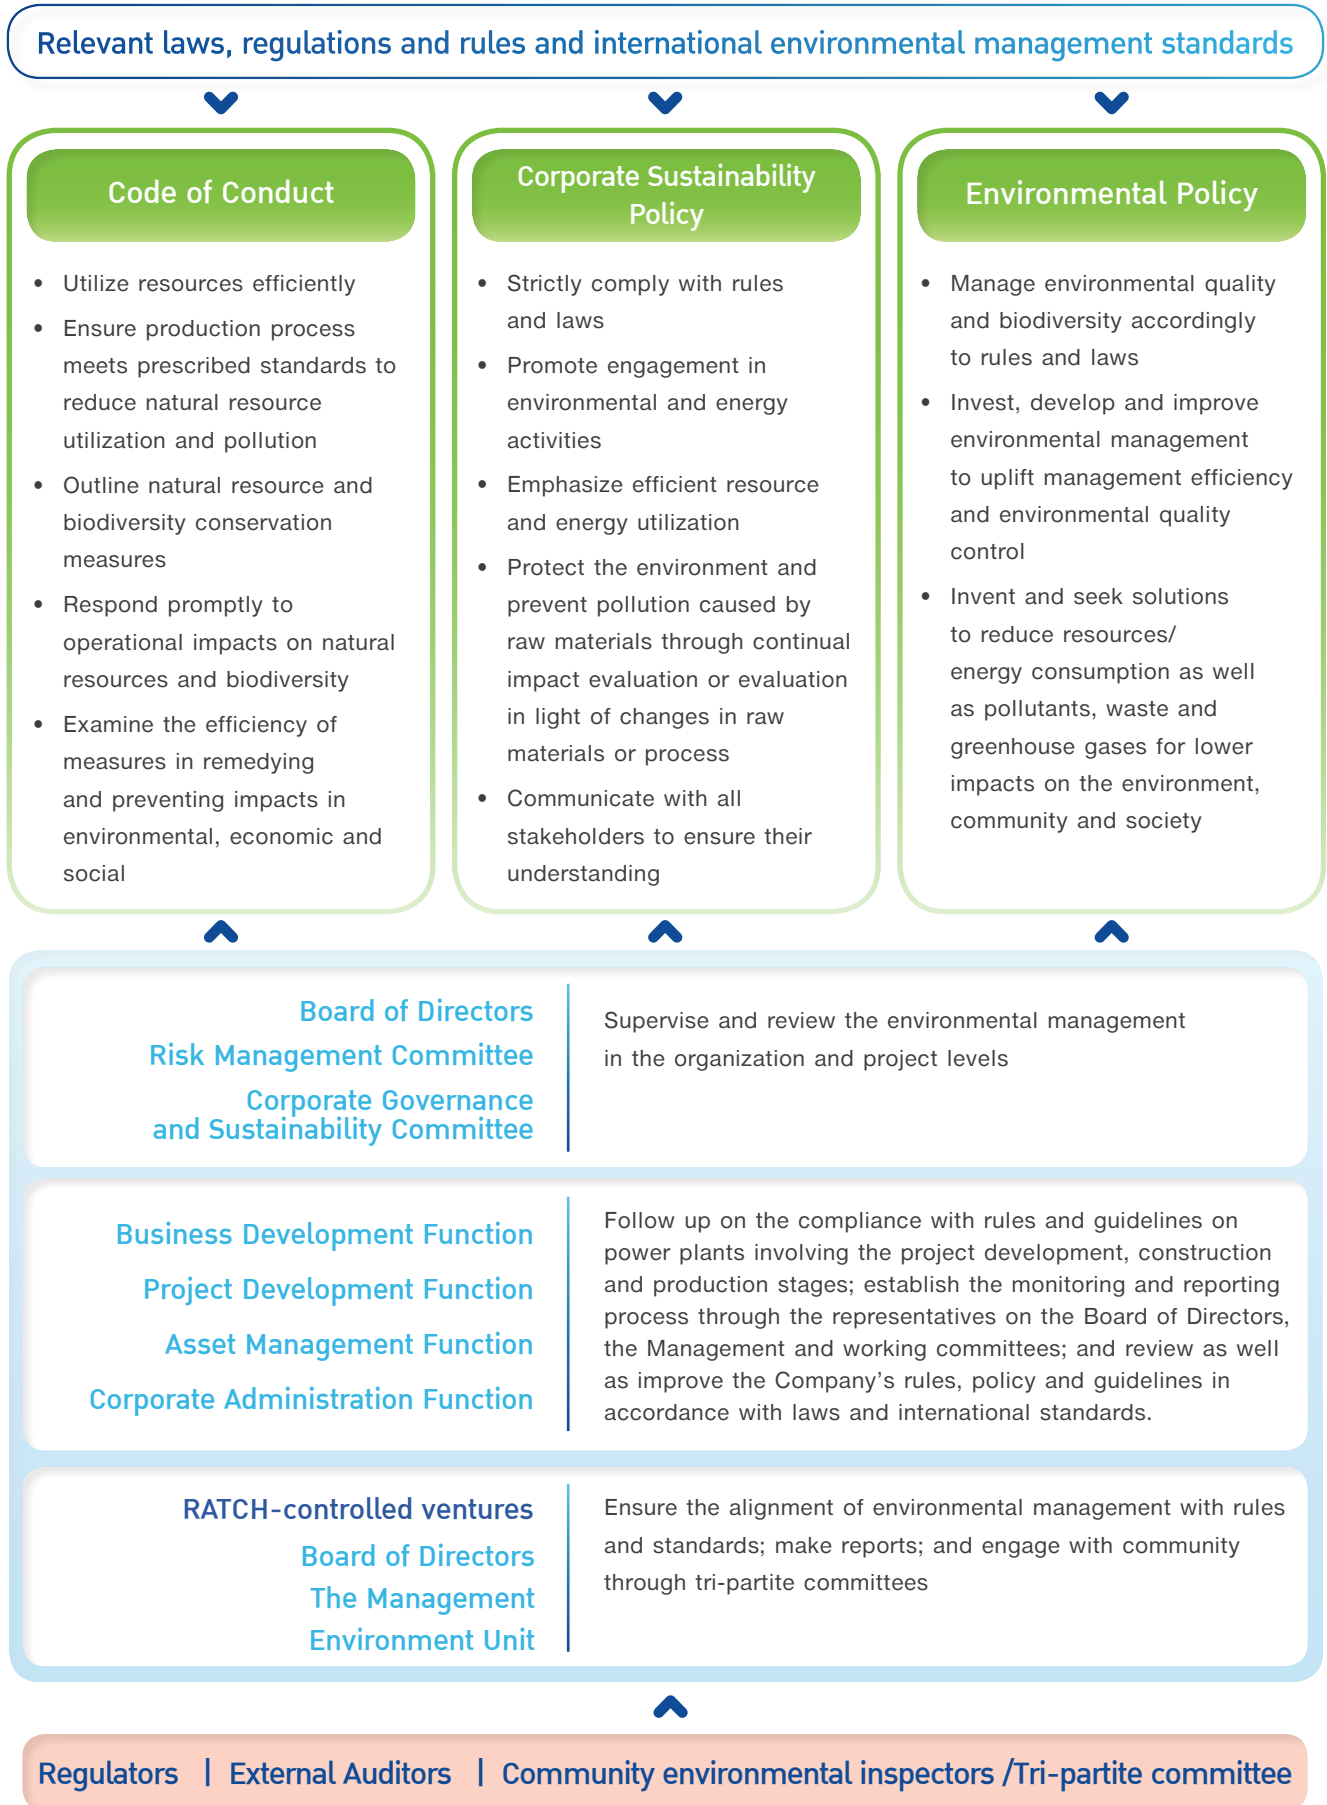 Relevant laws, regulations and rules and international environmental management standards
Code of Conduct
• Utilize resources efficiently
• Ensure production process
meets prescribed standards to
reduce natural resource
utilization and pollution
• Outline natural resource and
biodiversity conservation
measures
• Respond promptly to
operational impacts on natural
resources and biodiversity
• Examine the efficiency of
measures in remedying
and preventing impacts in
environmental, economic and
social
Corporate Sustainability
Policy
• Strictly comply with rules
and laws
• Promote engagement in
environmental and energy
activities
• Emphasize efficient resource
and energy utilization
• Protect the environment and
prevent pollution caused by
raw materials through continual
impact evaluation or evaluation
in light of changes in raw
materials or process
• Communicate with all
stakeholders to ensure their
understanding
Environmental Policy
• Manage environmental quality
and biodiversity accordingly
to rules and laws
• Invest, develop and improve
environmental management
to uplift management efficiency
and environmental quality
control
• Invent and seek solutions
to reduce resources/
energy consumption as well
as pollutants, waste and
greenhouse gases for lower
impacts on the environment,
community and society
Board of Directors
Risk Management Committee
Corporate Governance
and Sustainability Committee
Supervise and review the environmental management
in the organization and project levels
Business Development Function
Project Development Function
Asset Management Function
Corporate Administration Function
Follow up on the compliance with rules and guidelines on
power plants involving the project development, construction
and production stages; establish the monitoring and reporting
process through the representatives on the Board of Directors,
the Management and working committees; and review as well
as improve the Company's rules, policy and guidelines in
accordance with laws and international standards.
RATCH-controlled ventures
Board of Directors
The Management
Environment Unit
Ensure the alignment of environmental management with rules
and standards; make reports; and engage with community
through tri-partite committees
Regulators | External Auditors | Community environmental inspectors /Tri-partite committee